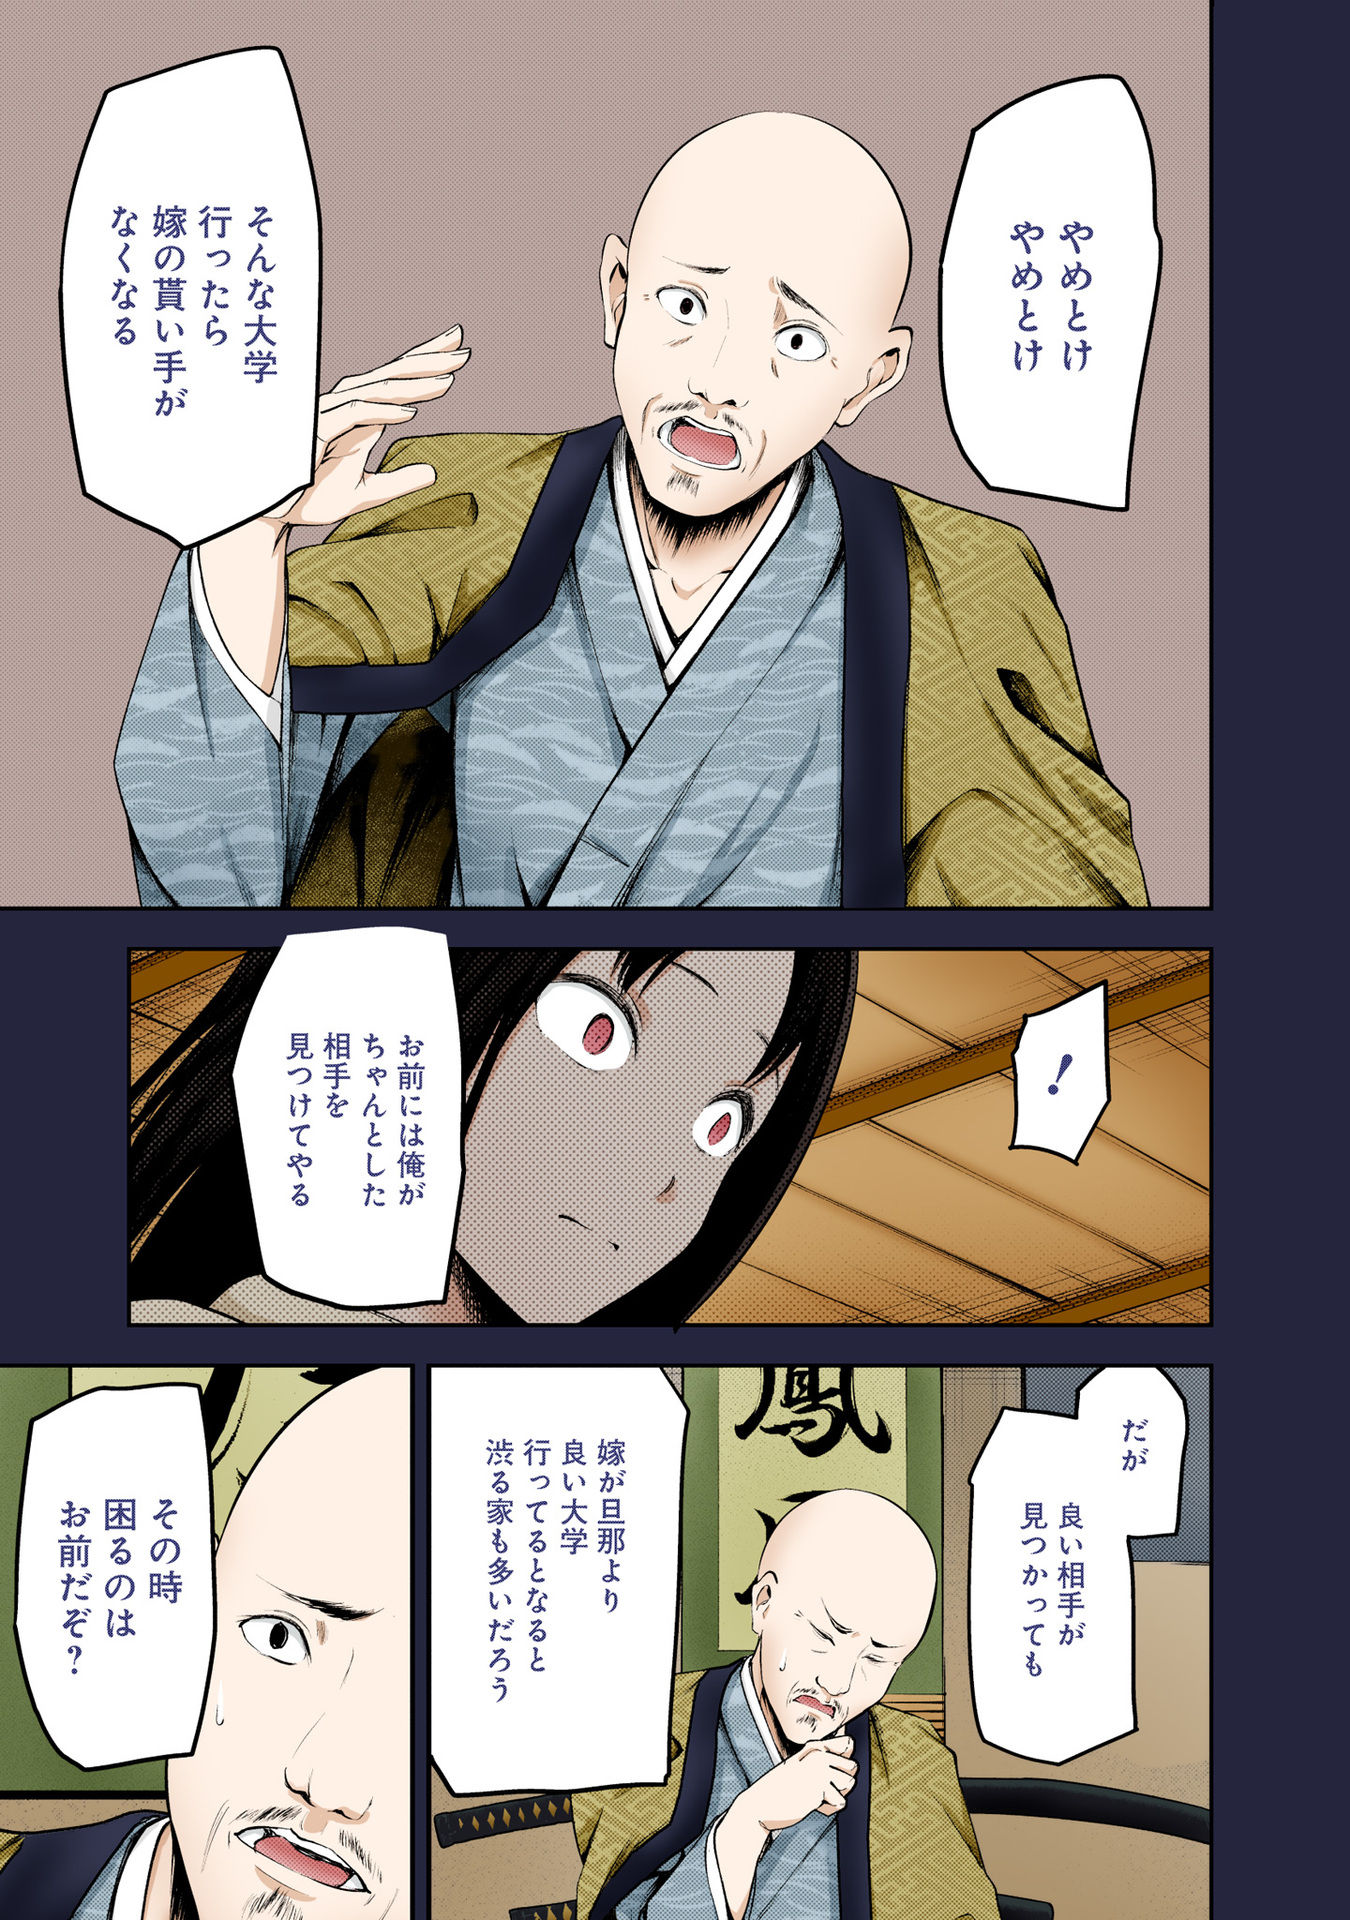 やめとけ
やめとけ
そんな大学
行ったら
嫁の貰い手が
なくなる
！
お前には俺が
ちゃんとした
相手を
見つけてやる
だが
良い相手が
見つかっても
嫁が旦那より
良い大学
行ってるとなると
渋る家も多いだろう
鳳
その時
困るのは
お前だぞ？